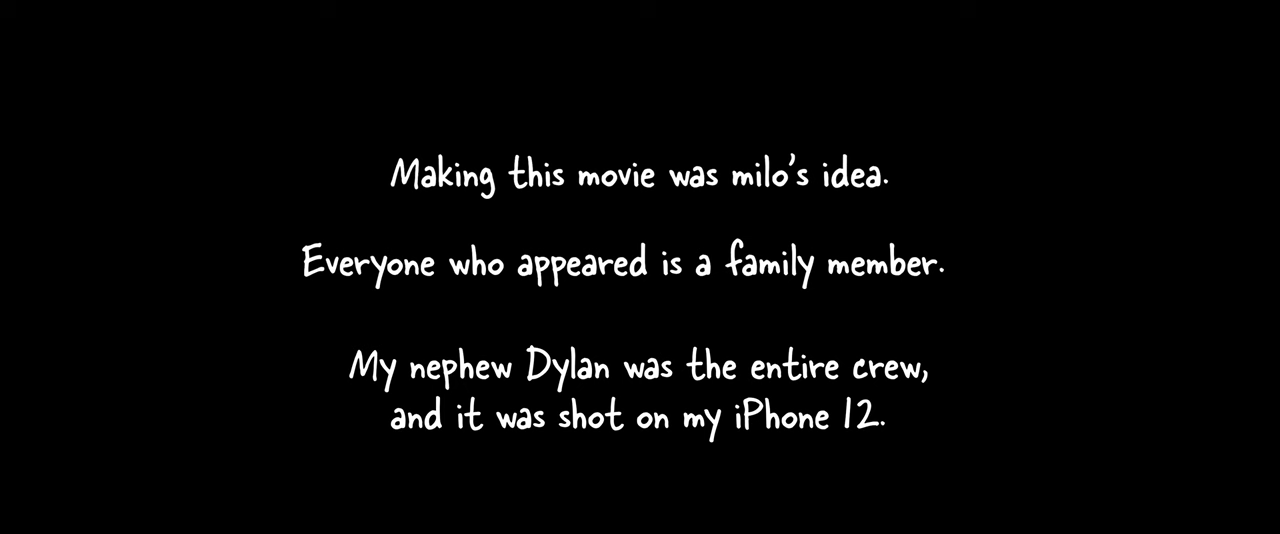 Making this movie was milo's idea.
Everyone who appeared is a family member.
My nephew Dylan was the entire crew,
and it was shot on my iPhone 12.